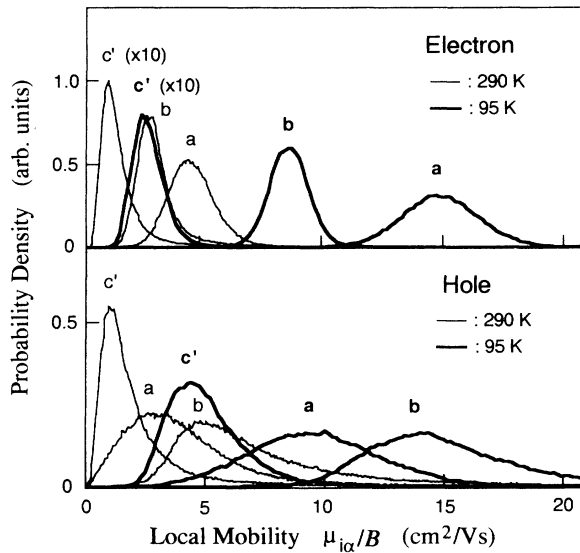 c' (x10)
Electron
c' (x10)
— : 290 K
— : 95 K
b
a
b
a
1.0
0.5
0
Probability Density (arb. units)
Hole
c'
— : 290 K
— : 95 K
0.5
c'
a
b
a
b
0
0 5 10 15 20
Local Mobility μiα/B (cm2/Vs)